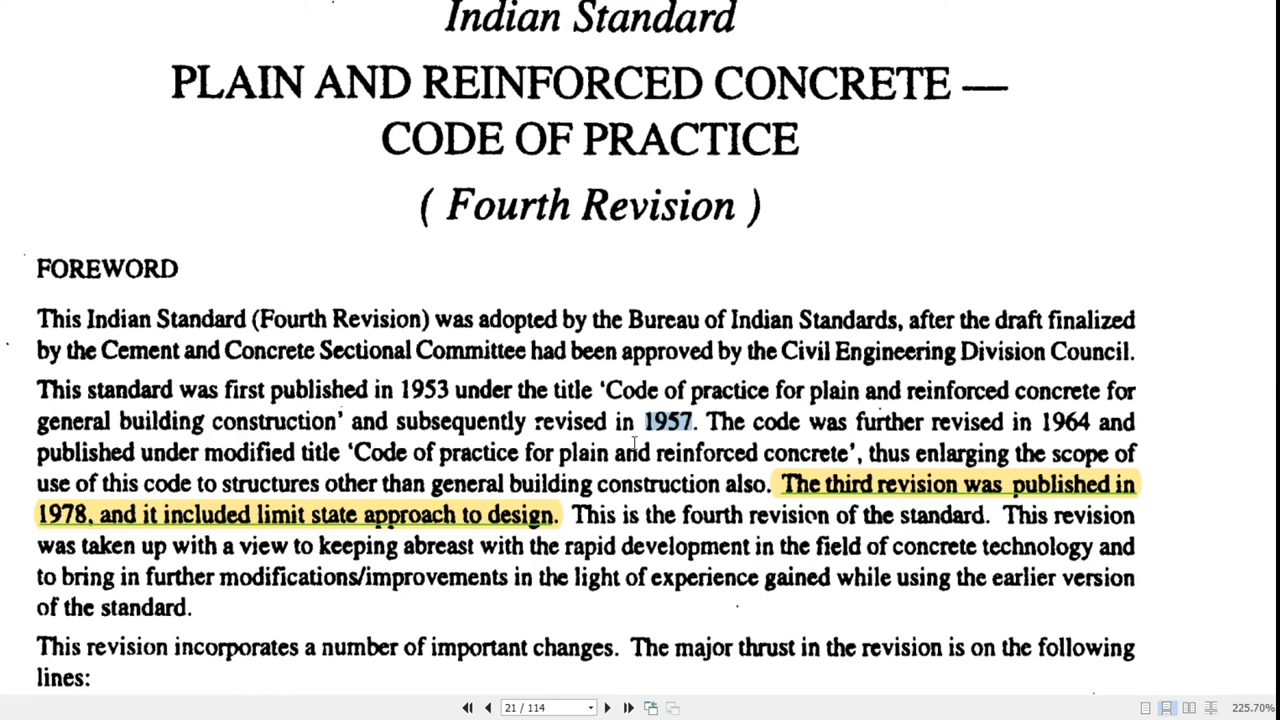 Indian Standard
PLAIN AND REINFORCED CONCRETE —
CODE OF PRACTICE
( Fourth Revision )
FOREWORD
This Indian Standard (Fourth Revision) was adopted by the Bureau of Indian Standards, after the draft finalized
by the Cement and Concrete Sectional Committee had been approved by the Civil Engineering Division Council.
This standard was first published in 1953 under the title ‘Code of practice for plain and reinforced concrete for
general building construction’ and subsequently revised in 1957. The code was further revised in 1964 and
published under modified title ‘Code of practice for plain and reinforced concrete’, thus enlarging the scope of
use of this code to structures other than general building construction also. The third revision was published in
1978, and it included limit state approach to design. This is the fourth revision of the standard. This revision
was taken up with a view to keeping abreast with the rapid development in the field of concrete technology and
to bring in further modifications/improvements in the light of experience gained while using the earlier version
of the standard.
This revision incorporates a number of important changes. The major thrust in the revision is on the following
lines:
21 / 114
225.70%